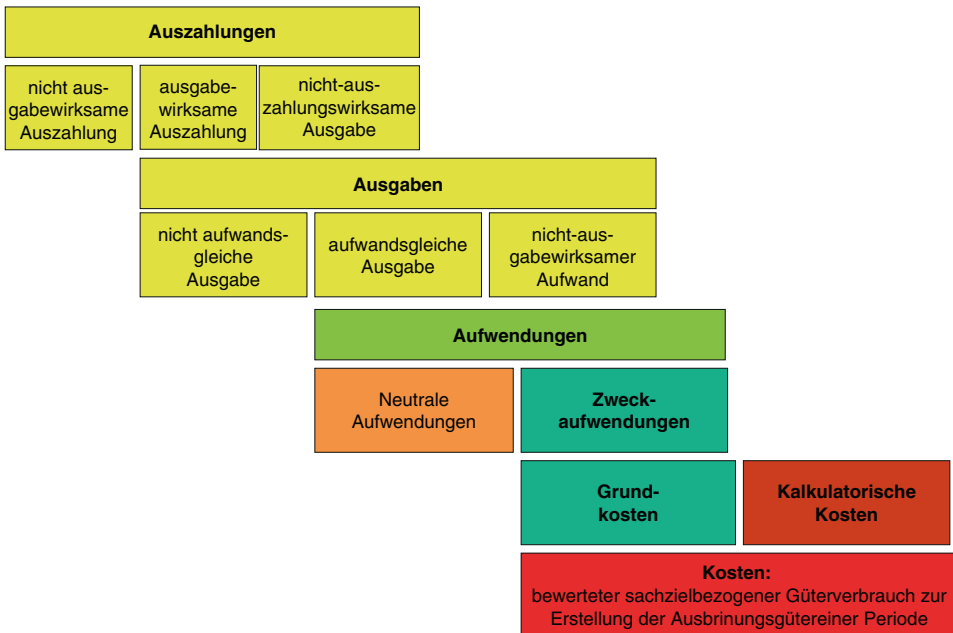 Auszahlungen
nicht aus-
gabewirksame
Auszahlung
ausgabe-
wirksame
Auszahlung
nicht-aus-
zahlungswirksame
Ausgabe
Ausgaben
nicht aufwands-
gleiche
Ausgabe
aufwandsgleiche
Ausgabe
nicht-aus-
gabewirksamer
Aufwand
Aufwendungen
Neutrale
Aufwendungen
Zweck-
aufwendungen
Grund-
kosten
Kalkulatorische
Kosten
Kosten:
bewerteter sachzielbezogener Güterverbrauch zur
Erstellung der Ausbrinungsgütereiner Periode